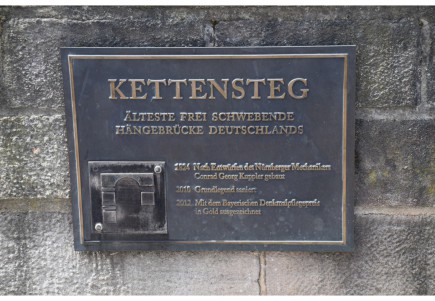 KETTENSTEG
ÄLTESTE FREI SCHWEBENDE
HÄNGEBRÜCKE DEUTSCHLANDS
1824 Nach Entwürfen des Nürnberger Mechanikers
Conrad Georg Kuppler gebaut
2010 Grundlegend saniert
2012 Mit dem Bayerischen Denkmalpflegepreis
in Gold ausgezeichnet